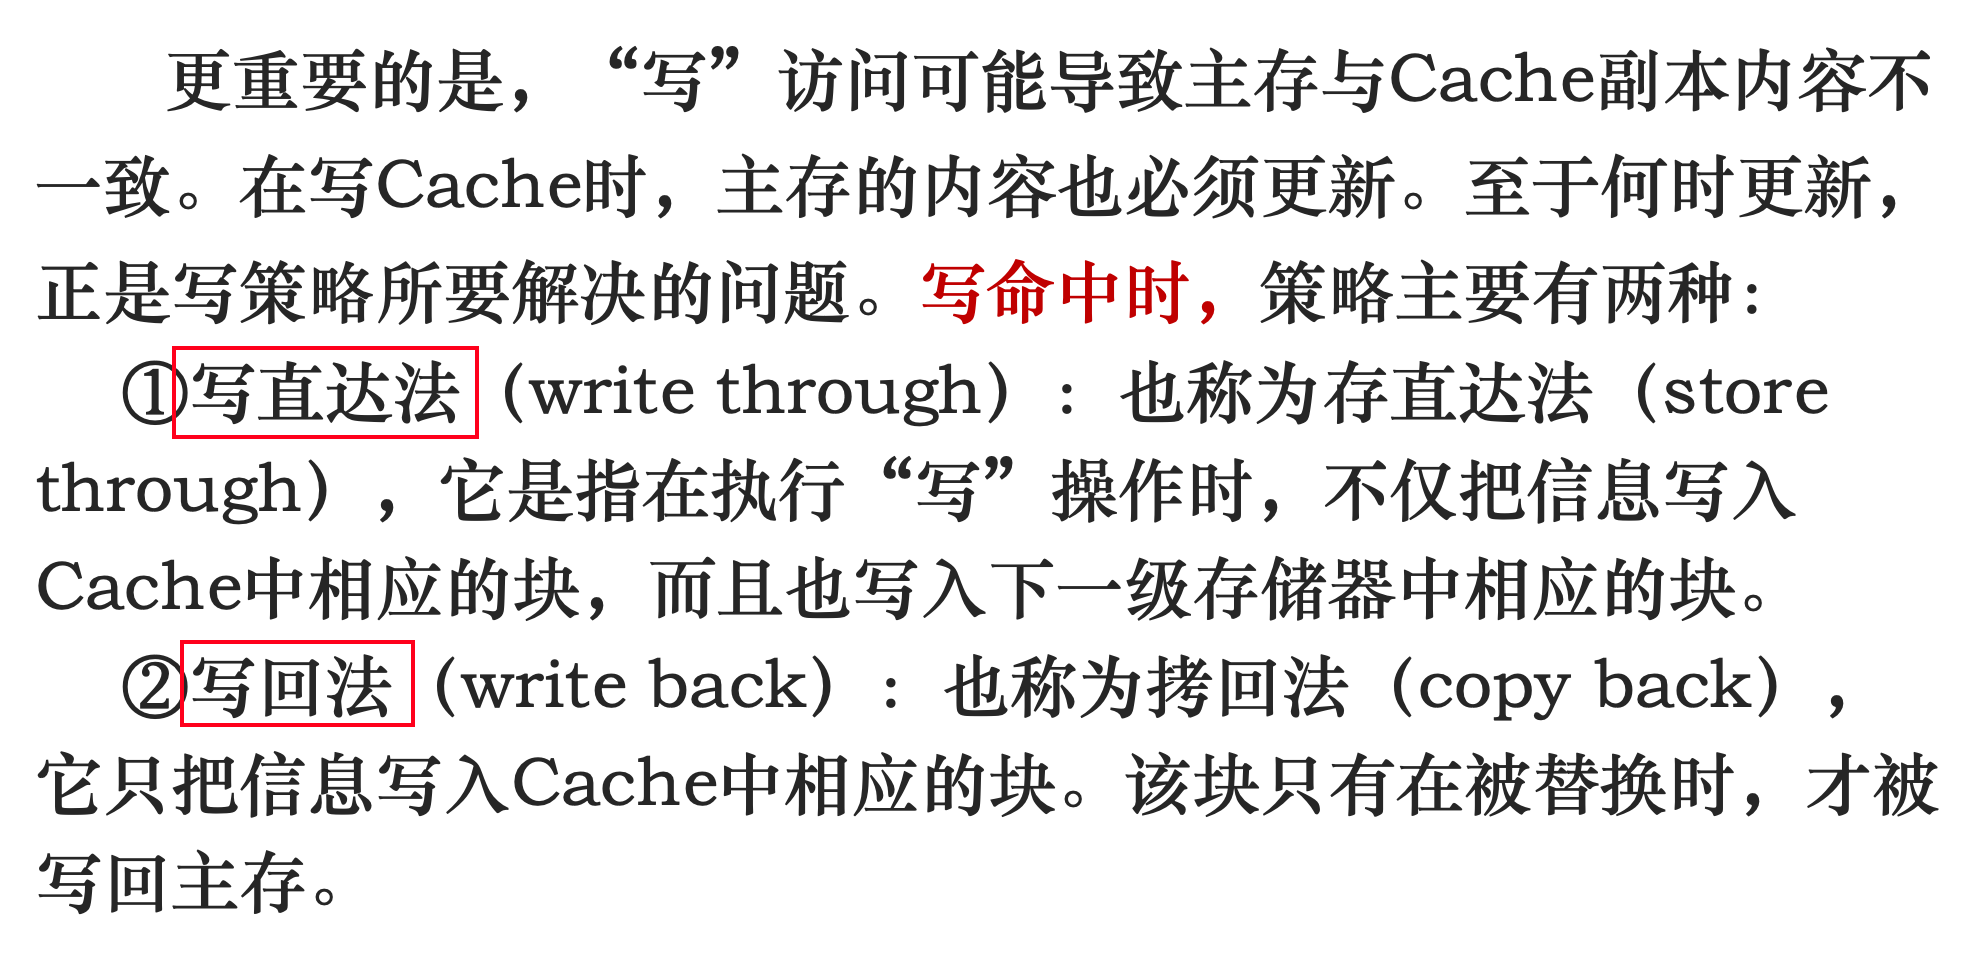 更重要的是，“写”访问可能导致主存与Cache副本内容不
一致。在写Cache时，主存的内容也必须更新。至于何时更新，
正是写策略所要解决的问题。写命中时，策略主要有两种：
①写直达法（write through）：也称为存直达法（store
through），它是指在执行“写”操作时，不仅把信息写入
Cache中相应的块，而且也写入下一级存储器中相应的块。
②写回法（write back）：也称为拷回法（copy back），
它只把信息写入Cache中相应的块。该块只有在被替换时，才被
写回主存。